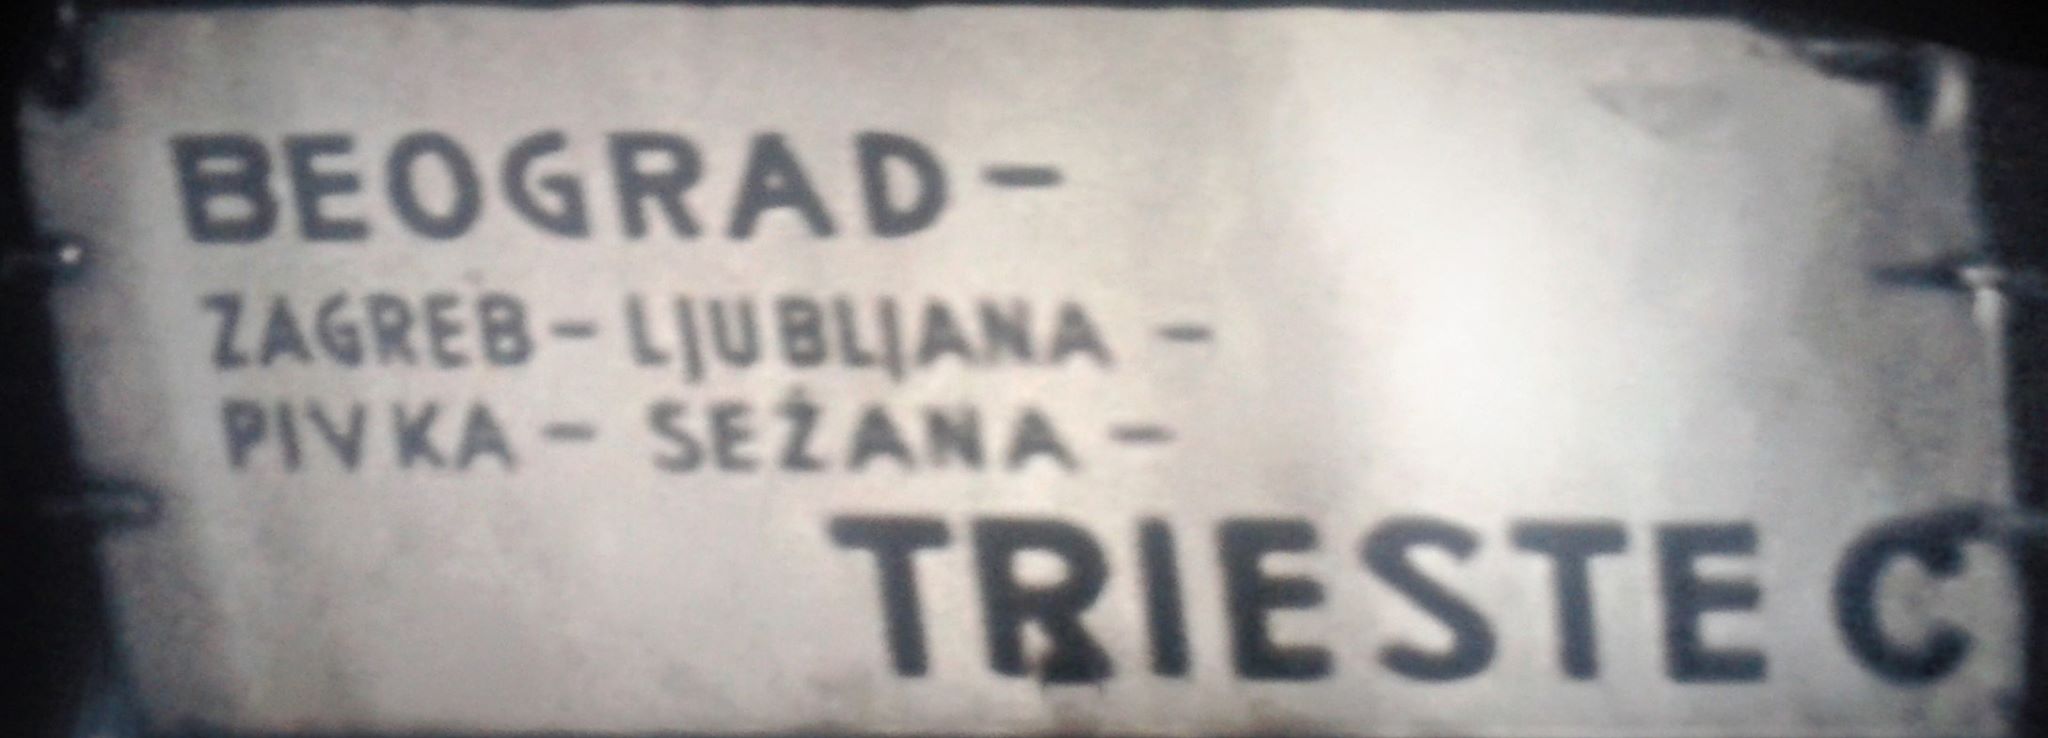 BEOGRAD-
ZAGREB-LJUBLJANA-
PIVKA-SEŽANA-
TRIESTE C